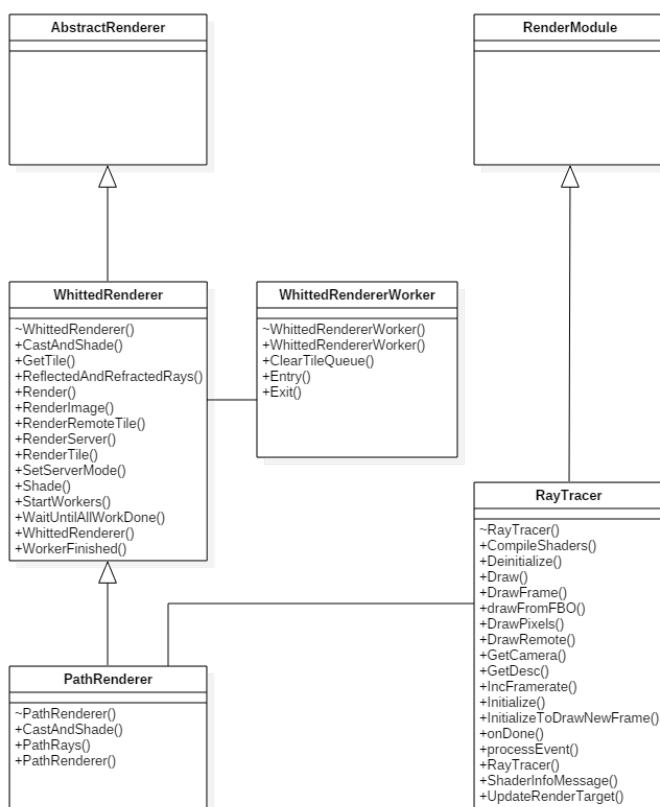 AbstractRenderer
RenderModule
WhittedRenderer
~WhittedRenderer()
+CastAndShade()
+GetTile()
+ReflectedAndRefractedRays()
+Render()
+RenderImage()
+RenderRemoteTile()
+RenderServer()
+RenderTile()
+SetServerMode()
+Shade()
+StartWorkers()
+WaitUntilAllWorkDone()
+WhittedRenderer()
+WorkerFinished()
WhittedRendererWorker
~WhittedRendererWorker()
+WhittedRendererWorker()
+ClearTileQueue()
+Entry()
+Exit()
RayTracer
~RayTracer()
+CompileShaders()
+Deinitialize()
+Draw()
+DrawFrame()
+drawFromFBO()
+DrawPixels()
+DrawRemote()
+GetCamera()
+GetDesc()
+IncFramerate()
+Initialize()
+InitializeToDrawNewFrame()
+onDone()
+processEvent()
+RayTracer()
+ShaderInfoMessage()
+UpdateRenderTarget()
PathRenderer
~PathRenderer()
+CastAndShade()
+PathRays()
+PathRenderer()